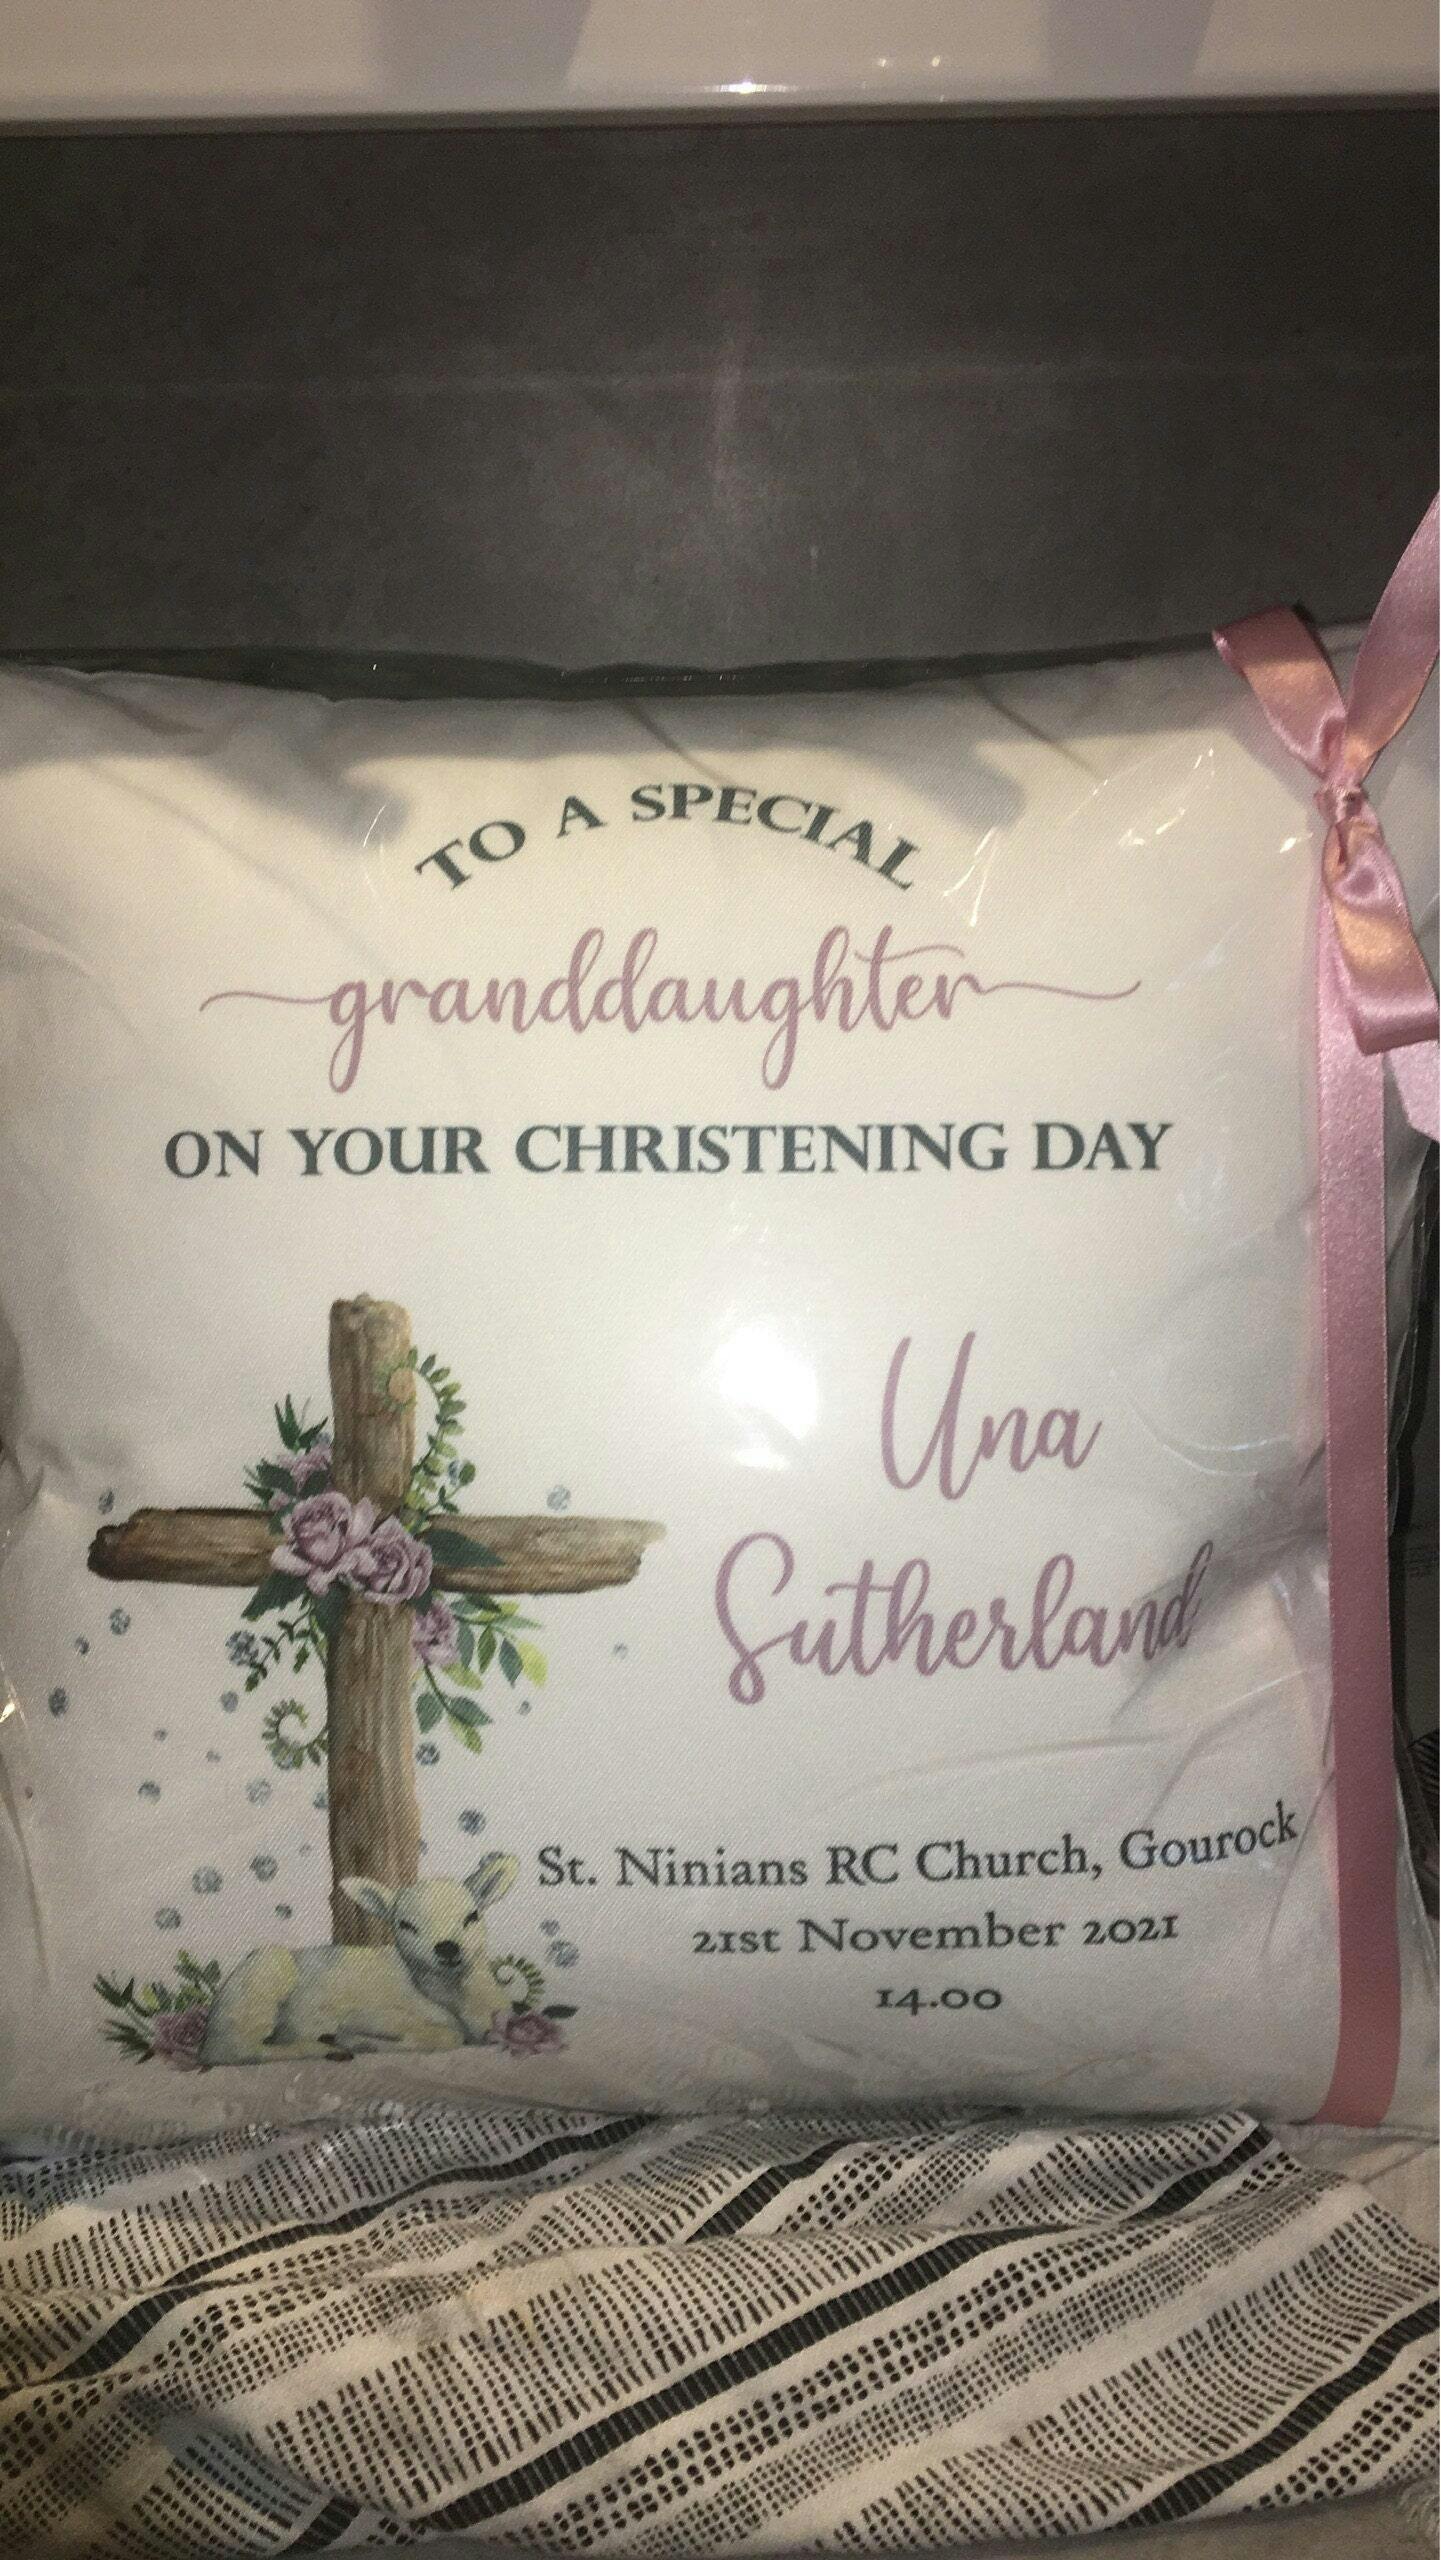 TO A SPECIAL
granddaughter
ON YOUR CHRISTENING DAY
Una
Sutherland
St. Ninians RC Church, Gourock
21st November 2021
14.00